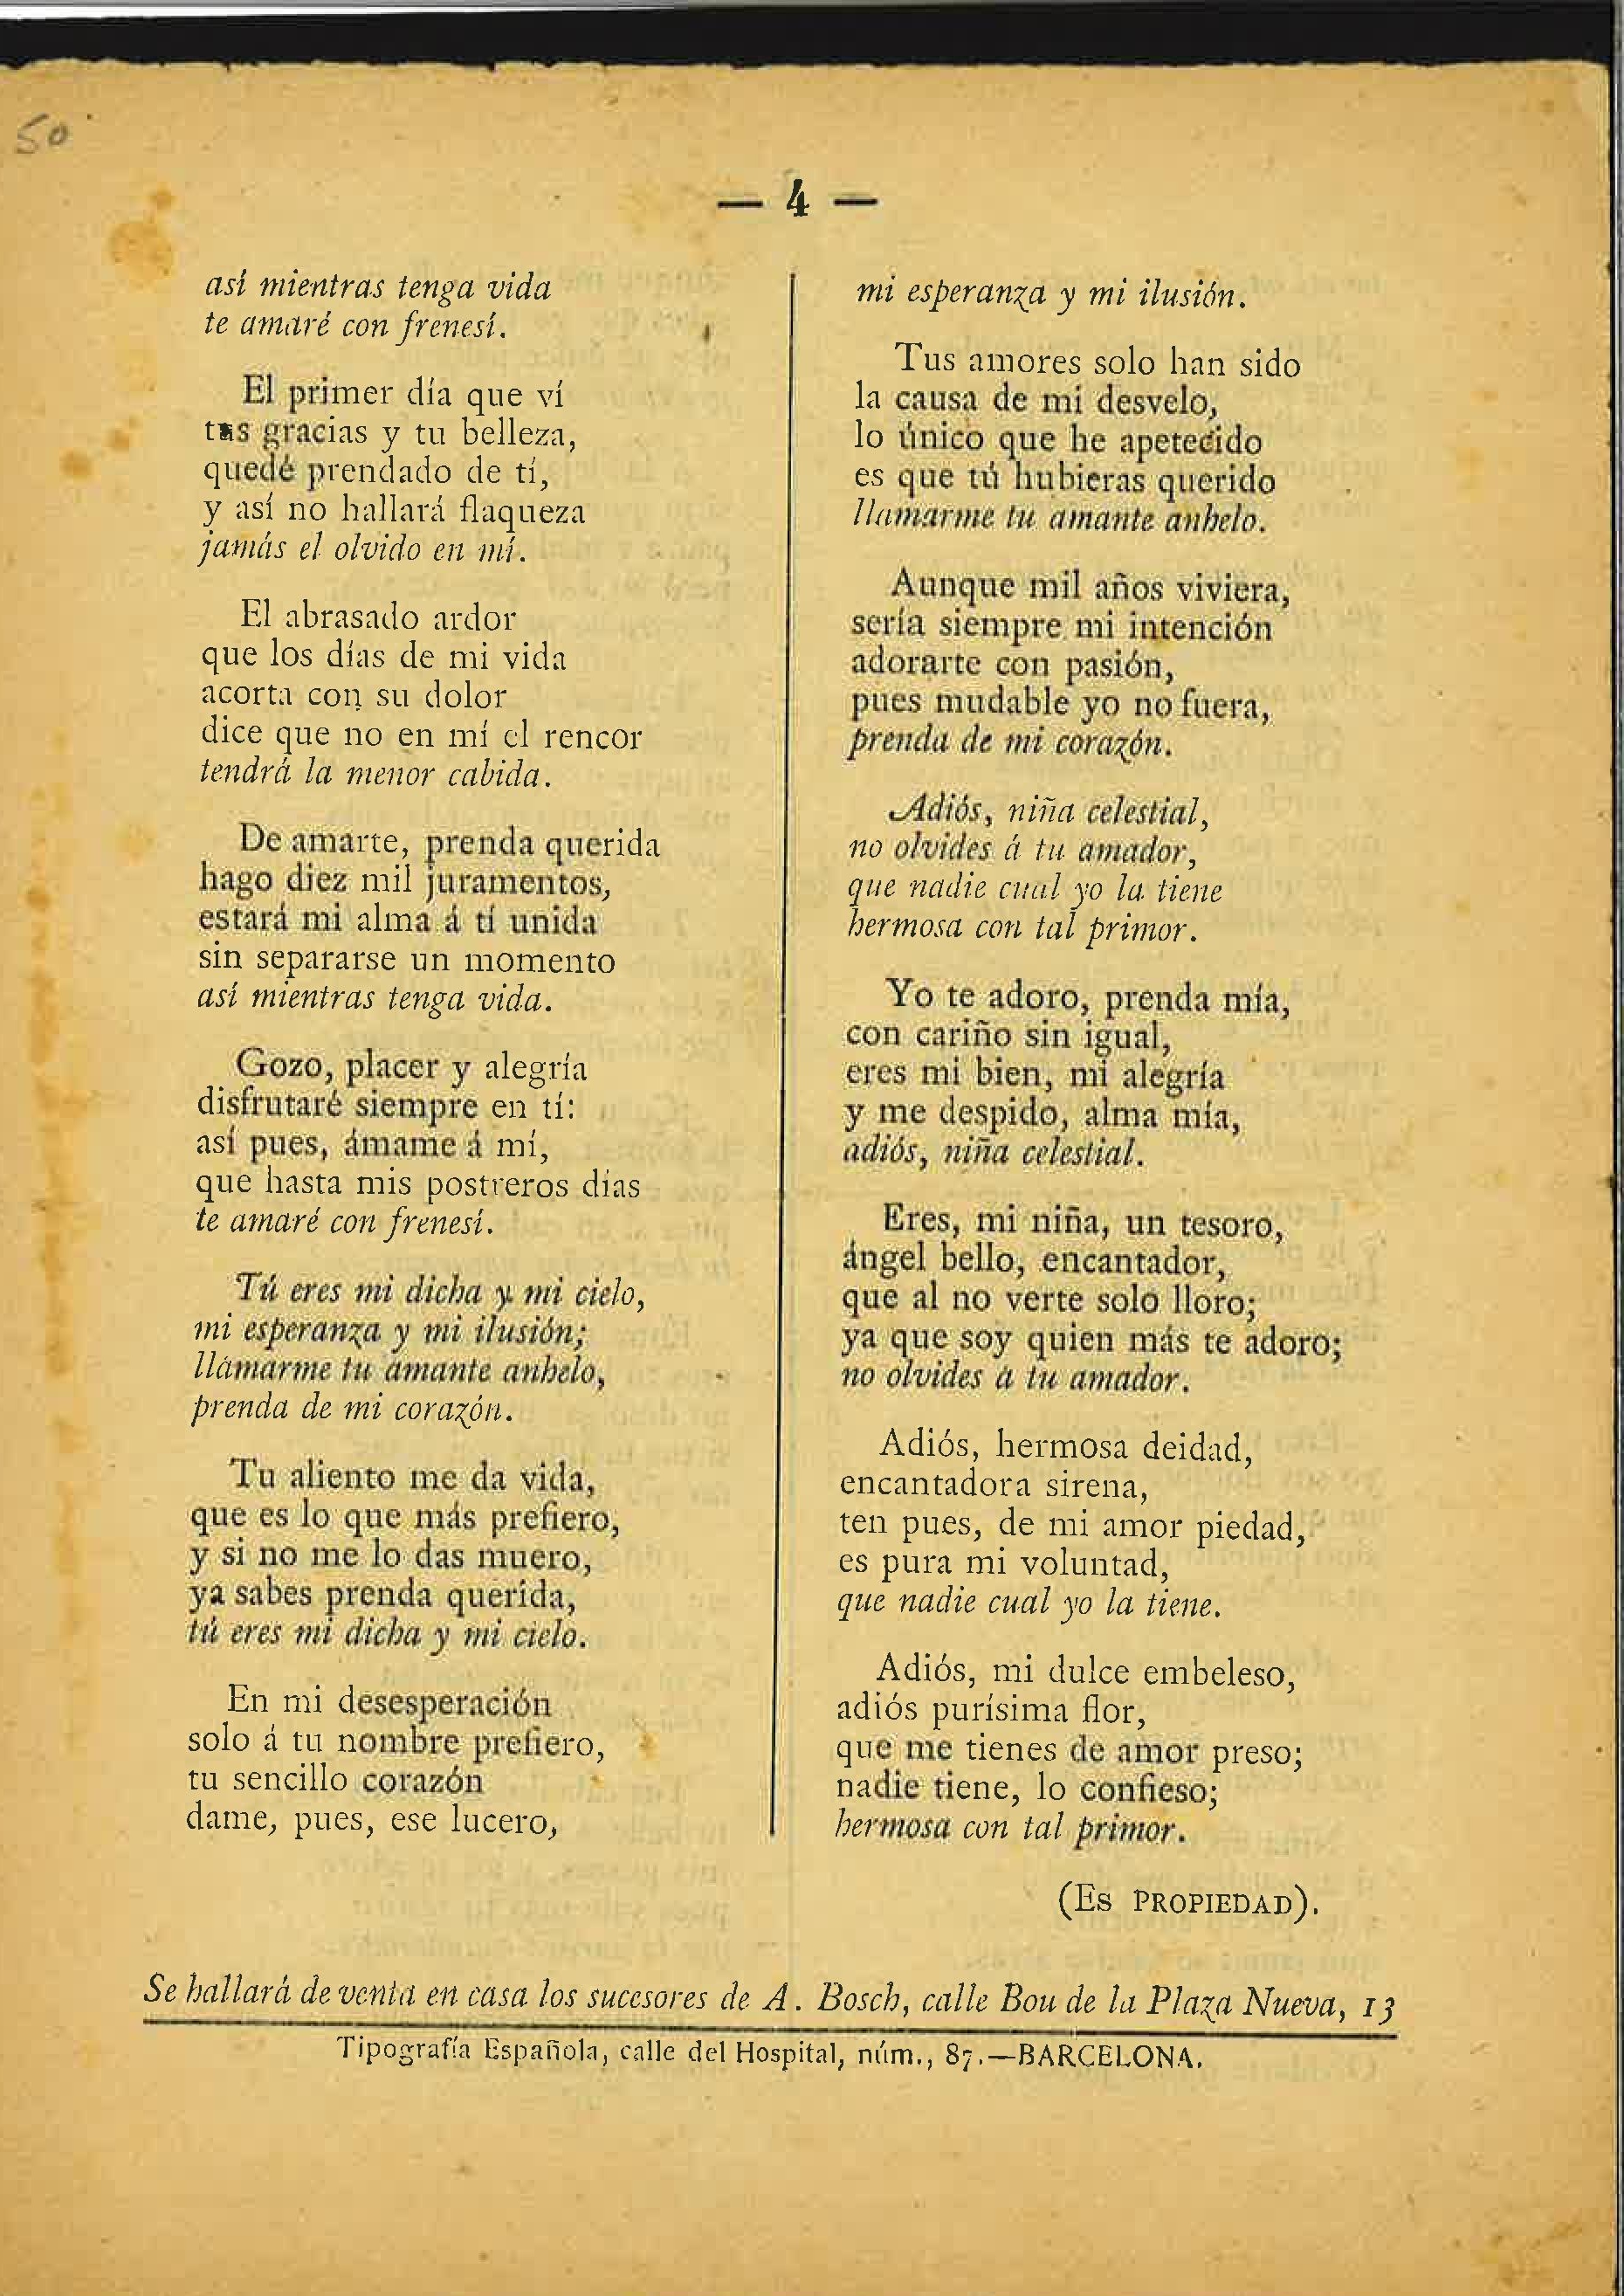 50
— 4 —
así mientras tenga vida
te amaré con frenesí.
El primer día que ví
tus gracias y tu belleza,
quedé prendado de tí,
y así no hallará flaqueza
jamás el olvido en mí.
El abrasado ardor
que los días de mi vida
acorta con su dolor
dice que no en mí el rencor
tendrá la menor cabida.
De amarte, prenda querida
hago diez mil juramentos,
estará mi alma á tí unida
sin separarse un momento
así mientras tenga vida.
Gozo, placer y alegría
disfrutaré siempre en tí:
así pues, ámame á mí,
que hasta mis postreros dias
te amaré con frenesí.
Tú eres mi dicha y mi cielo,
mi esperanza y mi ilusión;
llamarme tu amante anhelo,
prenda de mi corazón.
Tu aliento me da vida,
que es lo que más prefiero,
y si no me lo das muero,
ya sabes prenda querida,
tú eres mi dicha y mi cielo.
En mi desesperación
solo á tu nombre prefiero,
tu sencillo corazón
dame, pues, ese lucero,
mi esperanza y mi ilusión.
Tus amores solo han sido
la causa de mi desvelo,
lo único que he apetecido
es que tú hubieras querido
llamarme tu amante anhelo.
Aunque mil años viviera,
sería siempre mi intención
adorarte con pasión,
pues mudable yo no fuera,
prenda de mi corazón.
Adiós, niña celestial,
no olvides á tu amador,
que nadie cual yo la tiene
hermosa con tal primor.
Yo te adoro, prenda mía,
con cariño sin igual,
eres mi bien, mi alegría
y me despido, alma mía,
adiós, niña celestial.
Eres, mi niña, un tesoro,
ángel bello, encantador,
que al no verte solo lloro;
ya que soy quien más te adoro;
no olvides á tu amador.
Adiós, hermosa deidad,
encantadora sirena,
ten pues, de mi amor piedad,
es pura mi voluntad,
que nadie cual yo la tiene.
Adiós, mi dulce embeleso,
adiós purísima flor,
que me tienes de amor preso;
nadie tiene, lo confieso;
hermosa con tal primor.
(Es propiedad).
Se hallará de venta en casa los sucesores de A. Bosch, calle Bou de la Plaza Nueva, 13
Tipografía Española, calle del Hospital, núm., 87.—BARCELONA.